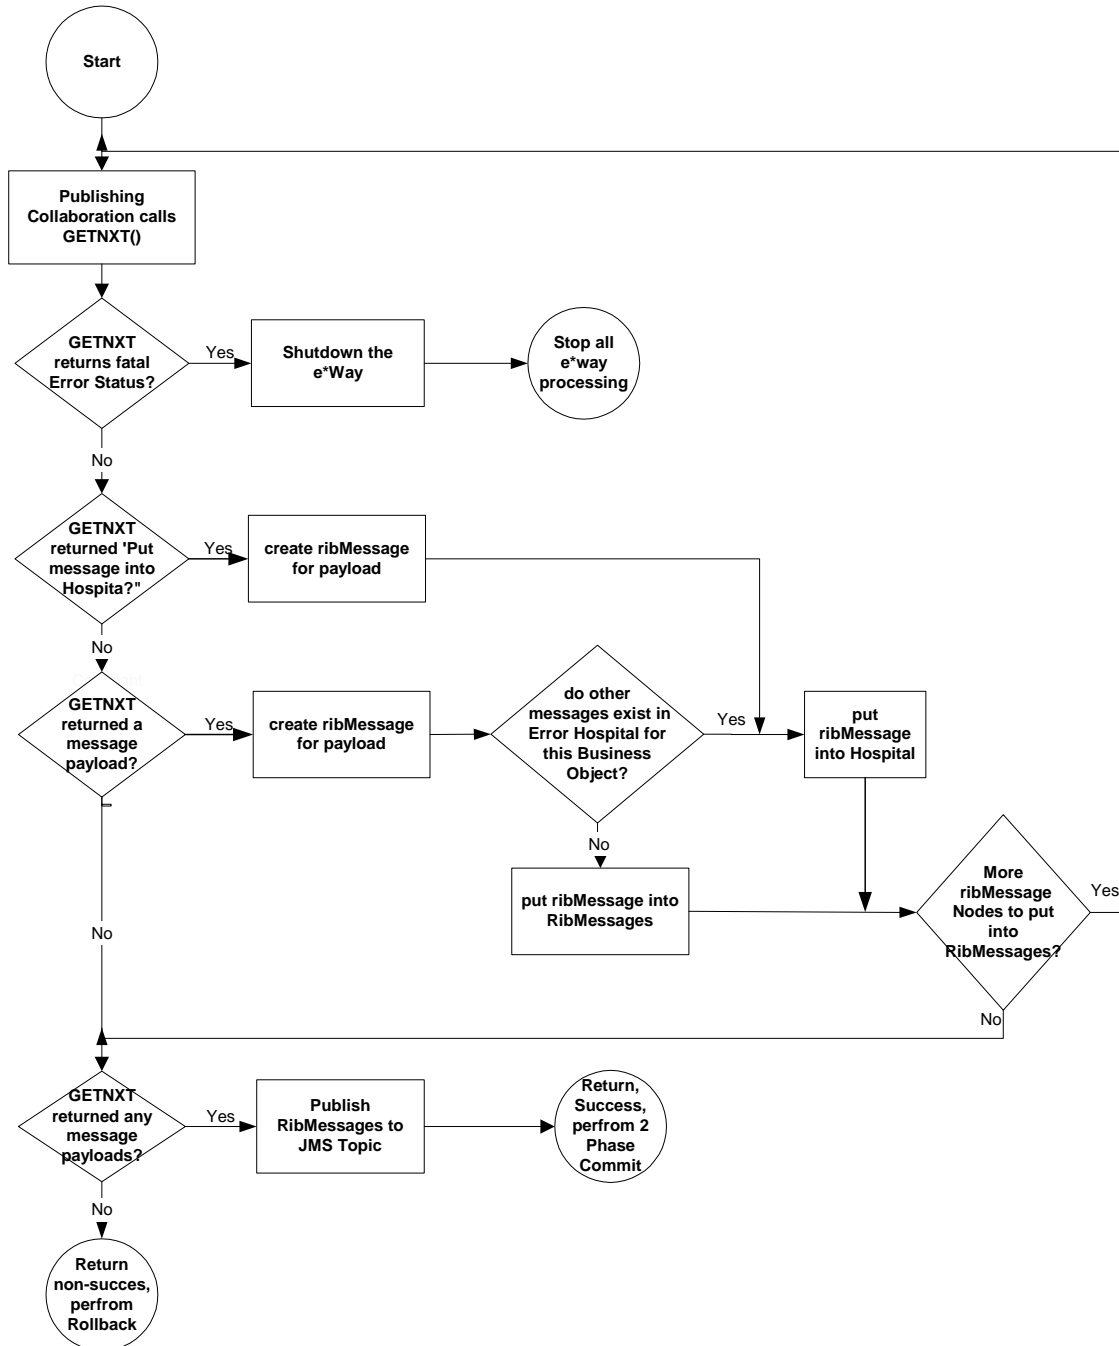 Start
Publishing
Collaboration calls
GETNXT()
GETNXT
returns fatal
Error Status?
Yes
Shutdown the
e*Way
Stop all
e*way
processing
No
GETNXT
returned 'Put
message into
Hospita?"
Yes
create ribMessage
for payload
No
GETNXT
returned a
message
payload?
Yes
create ribMessage
for payload
do other
messages exist in
Error Hospital for
this Business
Object?
Yes
put
ribMessage
into Hospital
No
put ribMessage into
RibMessages
More
ribMessage
Nodes to put
into
RibMessages?
Yes
No
No
GETNXT
returned any
message
payloads?
Yes
Publish
RibMessages to
JMS Topic
Return,
Success,
perfrom 2
Phase
Commit
No
Return
non-succes,
perfrom
Rollback